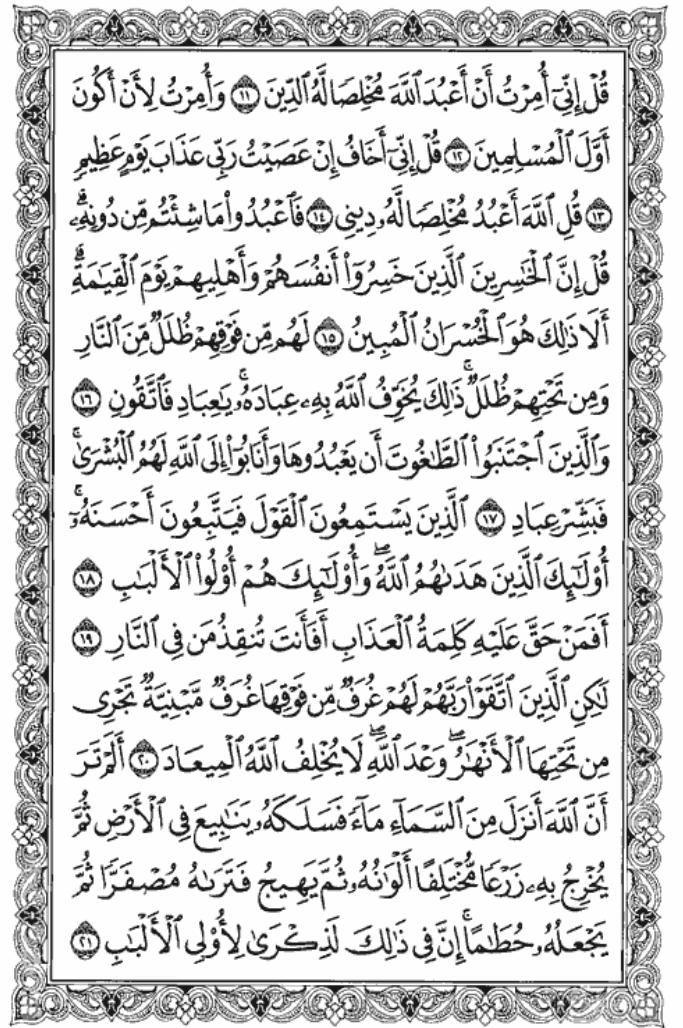 قُلْ إِنِّيٓ أُمِرْتُ أَنْ أَعْبُدَ ٱللَّهَ مُخْلِصًا لَّهُ ٱلدِّينَ ١١ وَأُمِرْتُ لِأَنْ أَكُونَ
أَوَّلَ ٱلْمُسْلِمِينَ ١٢ قُلْ إِنِّيٓ أَخَافُ إِنْ عَصَيْتُ رَبِّي عَذَابَ يَوْمٍ عَظِيمٍ
١٣ قُلِ ٱللَّهَ أَعْبُدُ مُخْلِصًا لَّهُۥ دِينِي ١٤ فَٱعْبُدُوا۟ مَا شِئْتُم مِّن دُونِهِۦۗ
قُلْ إِنَّ ٱلْخَٰسِرِينَ ٱلَّذِينَ خَسِرُوٓا۟ أَنفُسَهُمْ وَأَهْلِيهِمْ يَوْمَ ٱلْقِيَٰمَةِۗ
أَلَا ذَٰلِكَ هُوَ ٱلْخُسْرَانُ ٱلْمُبِينُ ١٥ لَهُم مِّن فَوْقِهِمْ ظُلَلٌ مِّنَ ٱلنَّارِ
وَمِن تَحْتِهِمْ ظُلَلٌۚ ذَٰلِكَ يُخَوِّفُ ٱللَّهُ بِهِۦ عِبَادَهُۥۚ يَٰعِبَادِ فَٱتَّقُونِ ١٦
وَٱلَّذِينَ ٱجْتَنَبُوا۟ ٱلطَّٰغُوتَ أَن يَعْبُدُوهَا وَأَنَابُوٓا۟ إِلَى ٱللَّهِ لَهُمُ ٱلْبُشْرَىٰۚ
فَبَشِّرْ عِبَادِ ١٧ ٱلَّذِينَ يَسْتَمِعُونَ ٱلْقَوْلَ فَيَتَّبِعُونَ أَحْسَنَهُۥٓۚ
أُو۟لَٰٓئِكَ ٱلَّذِينَ هَدَىٰهُمُ ٱللَّهُۖ وَأُو۟لَٰٓئِكَ هُمْ أُو۟لُوا۟ ٱلْأَلْبَٰبِ ١٨
أَفَمَنْ حَقَّ عَلَيْهِ كَلِمَةُ ٱلْعَذَابِ أَفَأَنتَ تُنقِذُ مَن فِي ٱلنَّارِ ١٩
لَٰكِنِ ٱلَّذِينَ ٱتَّقَوْا۟ رَبَّهُمْ لَهُمْ غُرَفٌ مِّن فَوْقِهَا غُرَفٌ مَّبْنِيَّةٌ تَجْرِي
مِن تَحْتِهَا ٱلْأَنْهَٰرُۖ وَعْدَ ٱللَّهِۖ لَا يُخْلِفُ ٱللَّهُ ٱلْمِيعَادَ ٢٠ أَلَمْ تَرَ
أَنَّ ٱللَّهَ أَنزَلَ مِنَ ٱلسَّمَآءِ مَآءً فَسَلَكَهُۥ يَنَٰبِيعَ فِي ٱلْأَرْضِ ثُمَّ
يُخْرِجُ بِهِۦ زَرْعًا مُّخْتَلِفًا أَلْوَٰنُهُۥ ثُمَّ يَهِيجُ فَتَرَىٰهُ مُصْفَرًّا ثُمَّ
يَجْعَلُهُۥ حُطَٰمًاۚ إِنَّ فِي ذَٰلِكَ لَذِكْرَىٰ لِأُو۟لِي ٱلْأَلْبَٰبِ ٢١